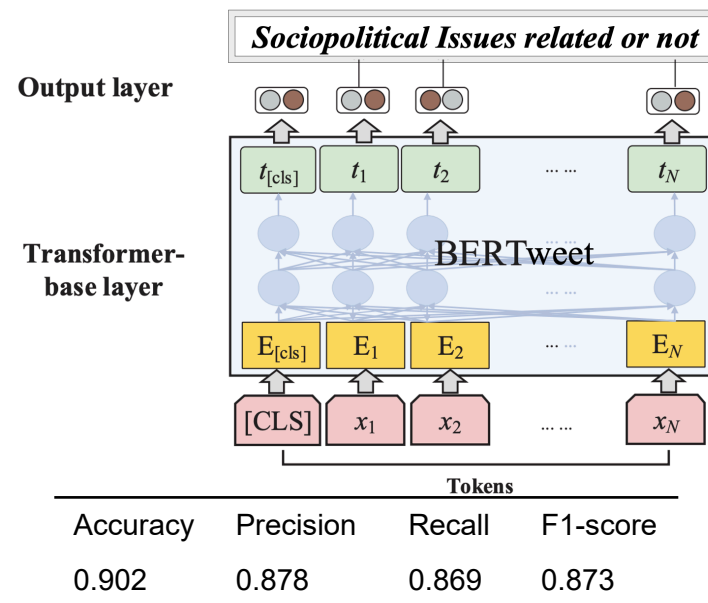 Sociopolitical Issues related or not
Output layer
t[cls] t1 t2 ... ... tN
Transformer-
base layer
... ...
BERTweet
... ...
E[cls] E1 E2 ... ... EN
[CLS] x1 x2 ... ... xN
Tokens
Accuracy Precision Recall F1-score
0.902 0.878 0.869 0.873